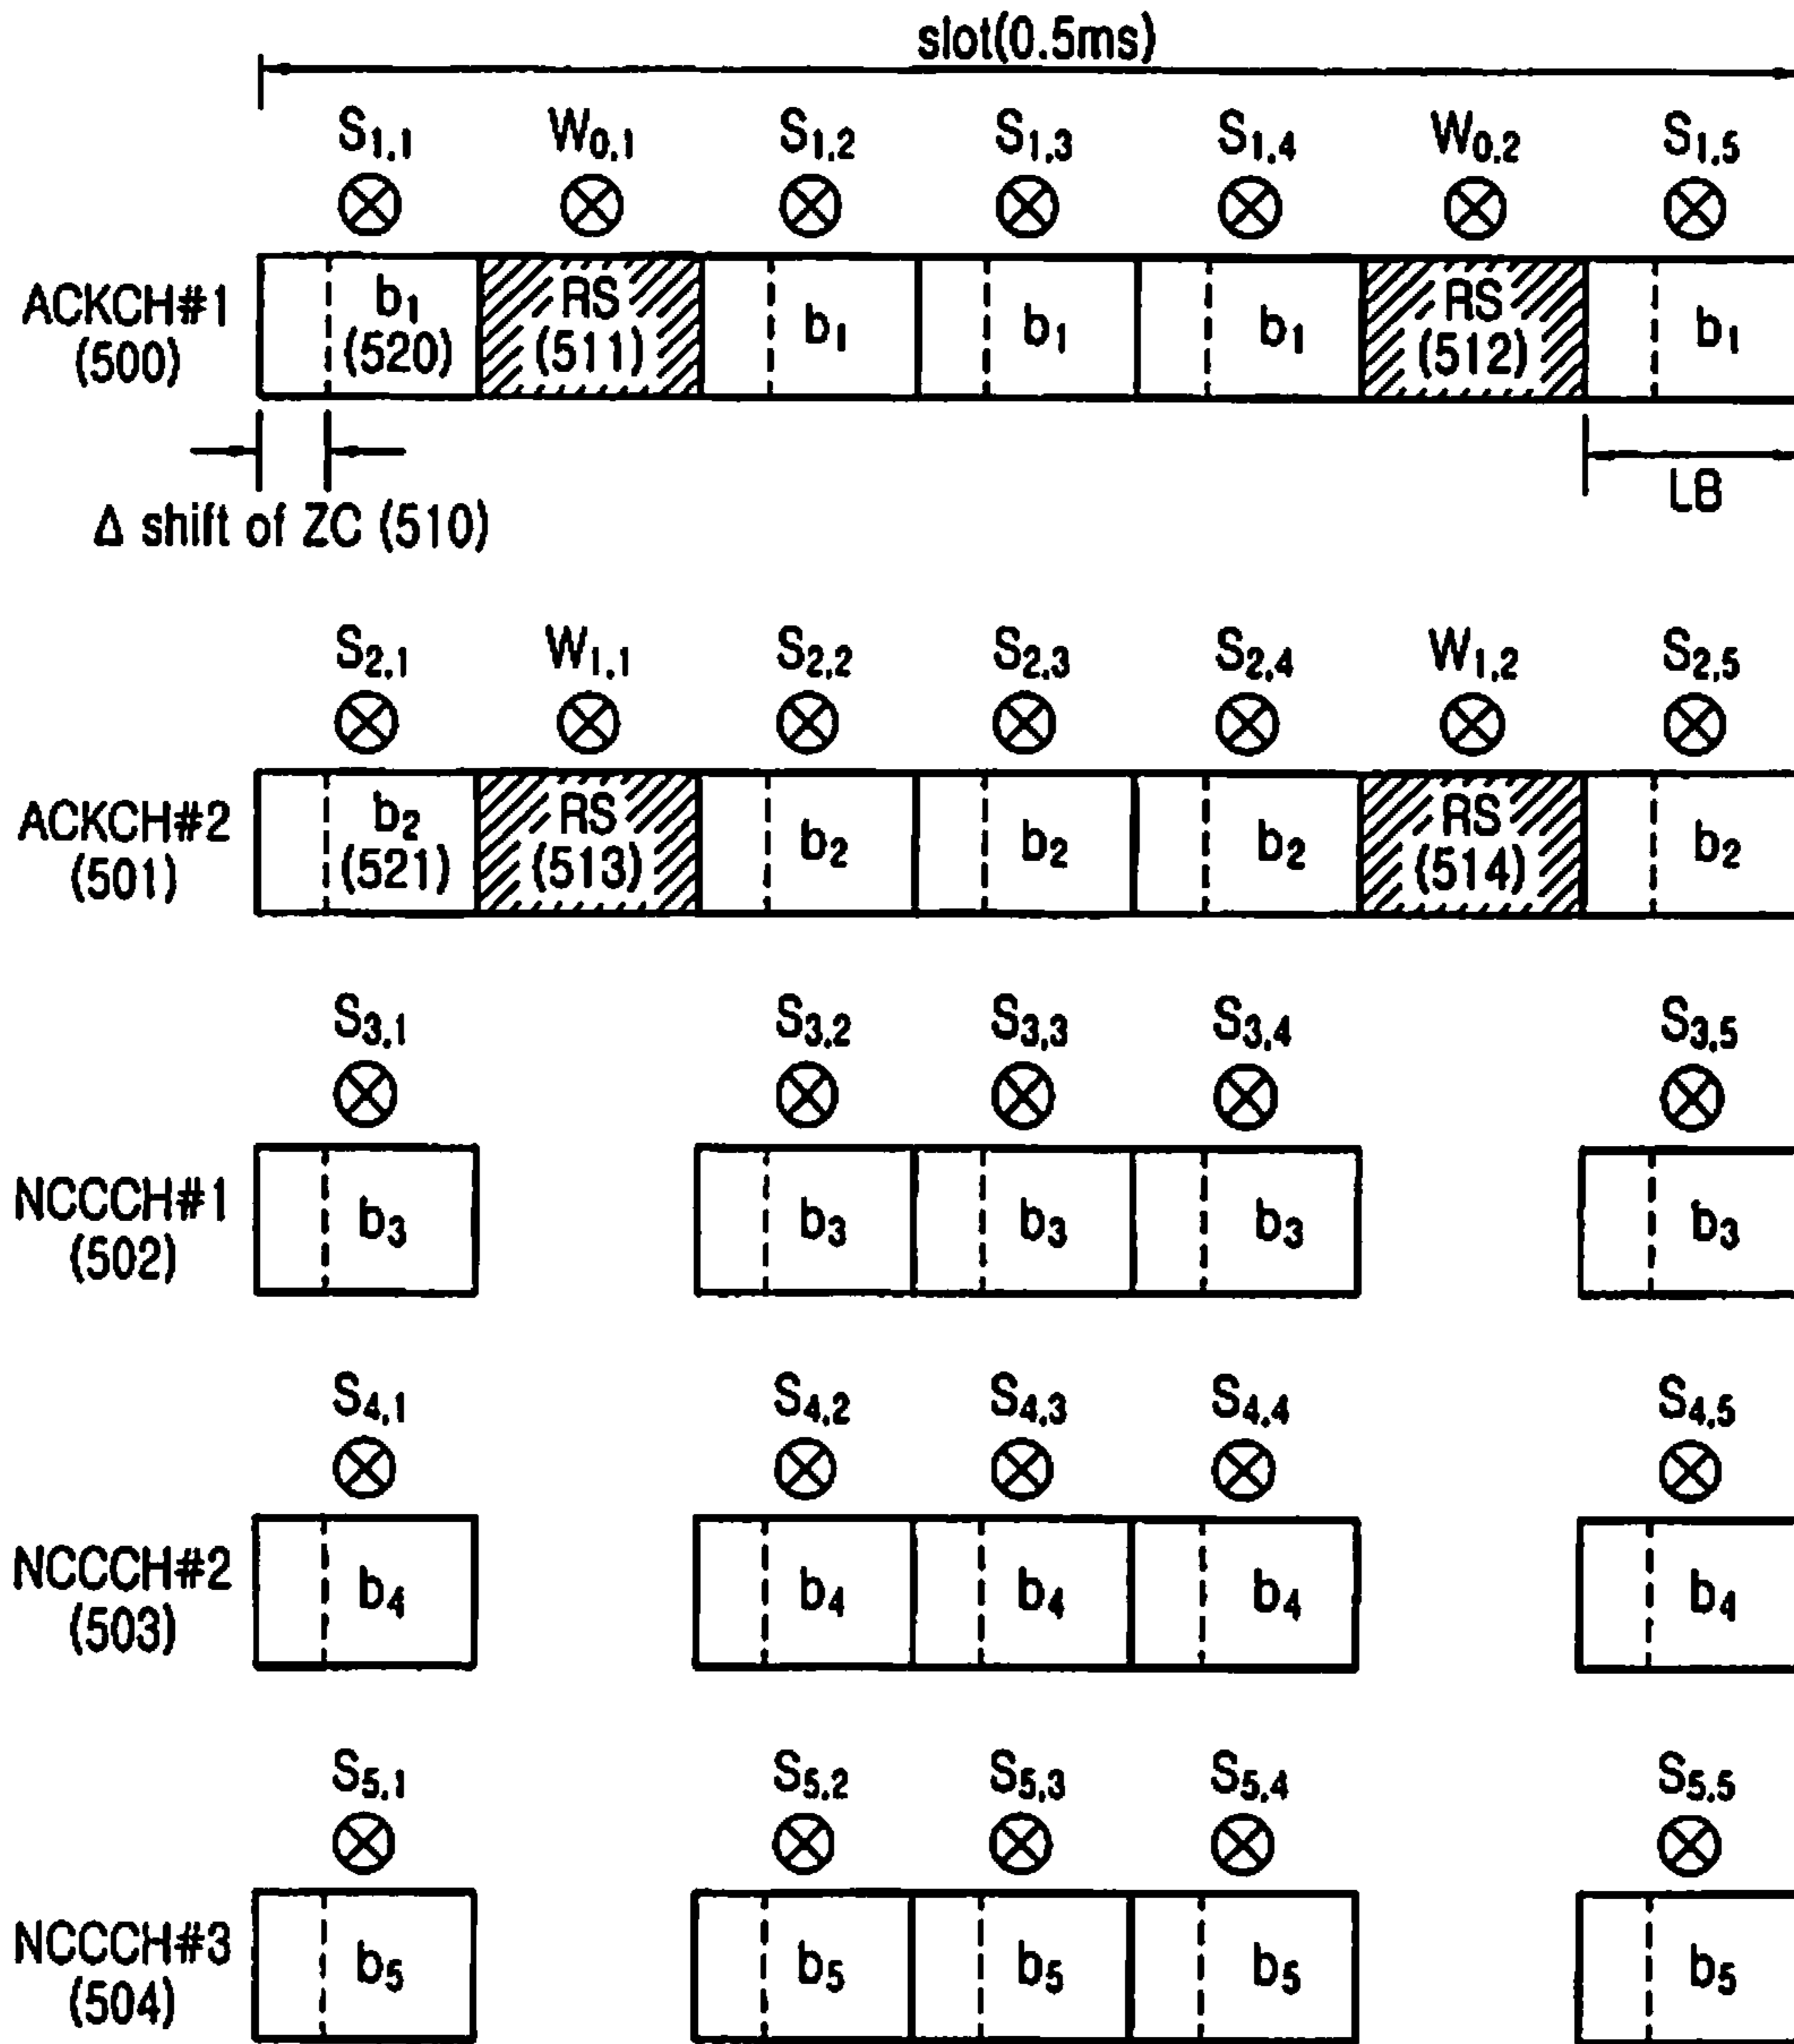 slot(0.5ms)
S1,1 W0,1 S1,2 S1,3 S1,4 W0,2 S1,5
ACKCH#1
(500)
b1
(520)
RS
(511)
b1 b1 b1
RS
(512)
b1
Δ shift of ZC (510)
LB
S2,1 W1,1 S2,2 S2,3 S2,4 W1,2 S2,5
ACKCH#2
(501)
b2
(521)
RS
(513)
b2 b2 b2
RS
(514)
b2
S3,1 S3,2 S3,3 S3,4 S3,5
NCCCH#1
(502)
b3 b3 b3 b3 b3
S4,1 S4,2 S4,3 S4,4 S4,5
NCCCH#2
(503)
b4 b4 b4 b4 b4
S5,1 S5,2 S5,3 S5,4 S5,5
NCCCH#3
(504)
b5 b5 b5 b5 b5